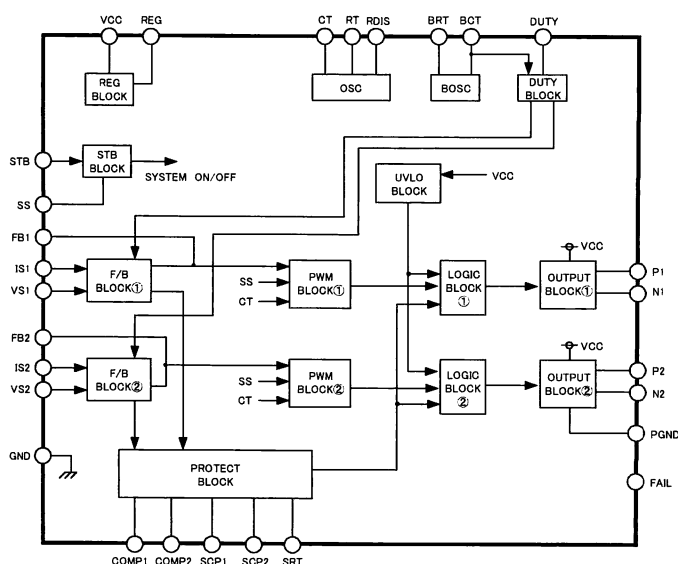 VCC REG CT RT RDIS BRT BCT DUTY
REG
BLOCK
OSC
BOSC
DUTY
BLOCK
STB
STB
BLOCK
SYSTEM ON/OFF
UVLO
BLOCK
VCC
SS
FB1
IS1
VS1
F/B
BLOCK①
SS
CT
PWM
BLOCK①
LOGIC
BLOCK
①
VCC
OUTPUT
BLOCK①
P1
N1
FB2
IS2
VS2
F/B
BLOCK②
SS
CT
PWM
BLOCK②
LOGIC
BLOCK
②
VCC
OUTPUT
BLOCK②
P2
N2
PGND
GND
PROTECT
BLOCK
FAIL
COMP1 COMP2 SCP1 SCP2 SRT